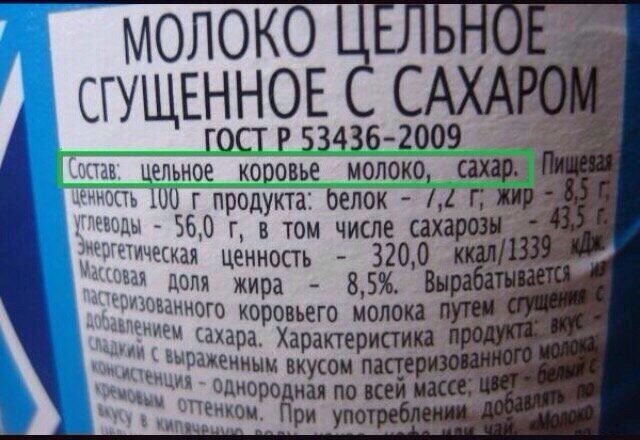 МОЛОКО ЦЕЛЬНОЕ
СГУЩЕННОЕ С САХАРОМ
ГОСТ Р 53436-2009
Состав: цельное коровье молоко, сахар. Пищевая
ценность 100 г продукта: белок - 7,2 г; жир - 8,5 г;
углеводы - 56,0 г, в том числе сахарозы - 43,5 г.
Энергетическая ценность - 320,0 ккал/1339 кДж.
Массовая доля жира - 8,5%. Вырабатывается из
пастеризованного коровьего молока путем сгущения с
добавлением сахара. Характеристика продукта: вкус -
сладкий с выраженным вкусом пастеризованного молока;
консистенция - однородная по всей массе; цвет - белый с
кремовым оттенком. При употреблении добавлять по
вкусу в кипяченую воду, какао, кофе или чай. «Молоко